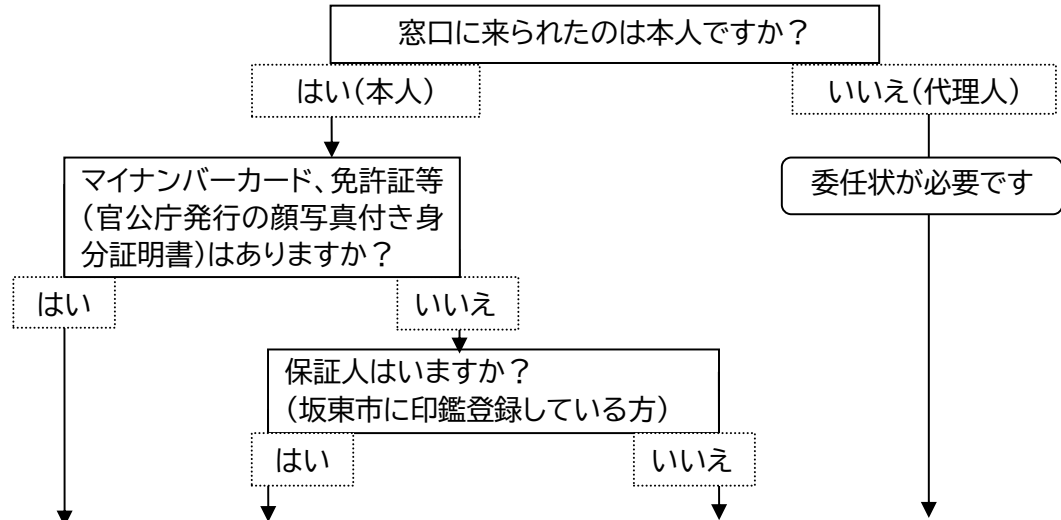 窓口に来られたのは本人ですか？
はい（本人）
いいえ（代理人）
マイナンバーカード、免許証等
（官公庁発行の顔写真付き身
分証明書）はありますか？
委任状が必要です
はい
いいえ
保証人はいますか？
（坂東市に印鑑登録している方）
はい
いいえ